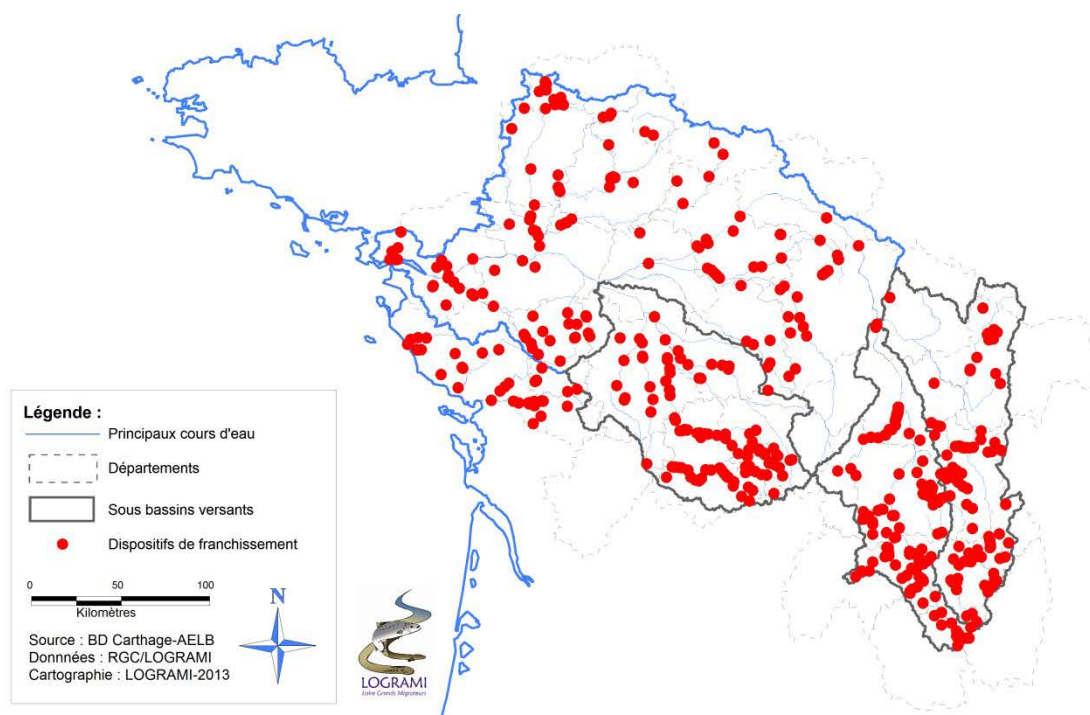 Légende :
Principaux cours d'eau
Départements
Sous bassins versants
Dispositifs de franchissement
0 50 100
Kilomètres
N
Source : BD Carthage-AELB
Donnnées : RGC/LOGRAMI
Cartographie : LOGRAMI-2013
LOGRAMI
Loire Grands Migrateurs